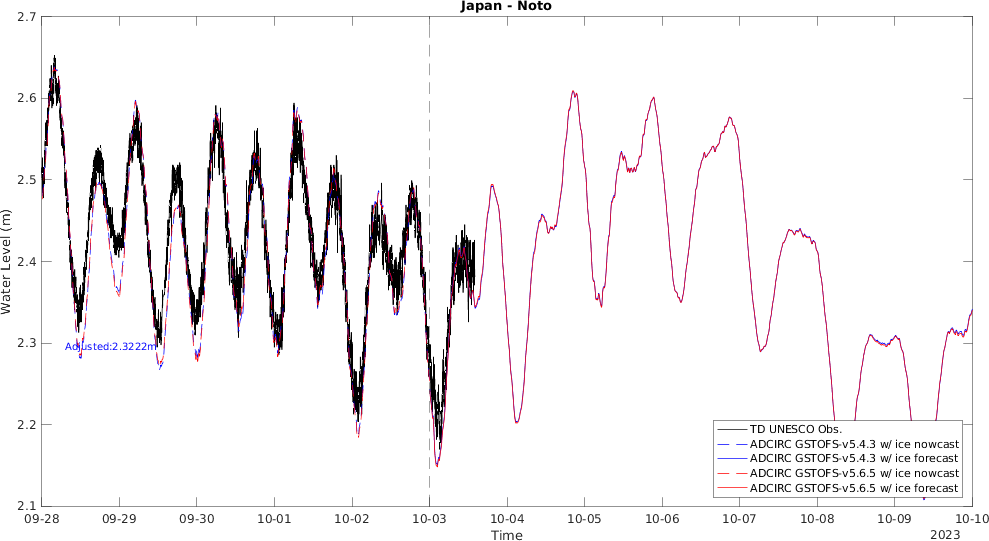 Japan - Noto
2.7
2.6
2.5
2.4
2.3
2.2
2.1
Water Level (m)
Adjusted:2.3222m
TD UNESCO Obs.
ADCIRC GSTOFS-v5.4.3 w/ ice nowcast
ADCIRC GSTOFS-v5.4.3 w/ ice forecast
ADCIRC GSTOFS-v5.6.5 w/ ice nowcast
ADCIRC GSTOFS-v5.6.5 w/ ice forecast
09-28 09-29 09-30 10-01 10-02 10-03 10-04 10-05 10-06 10-07 10-08 10-09 10-10
Time
2023